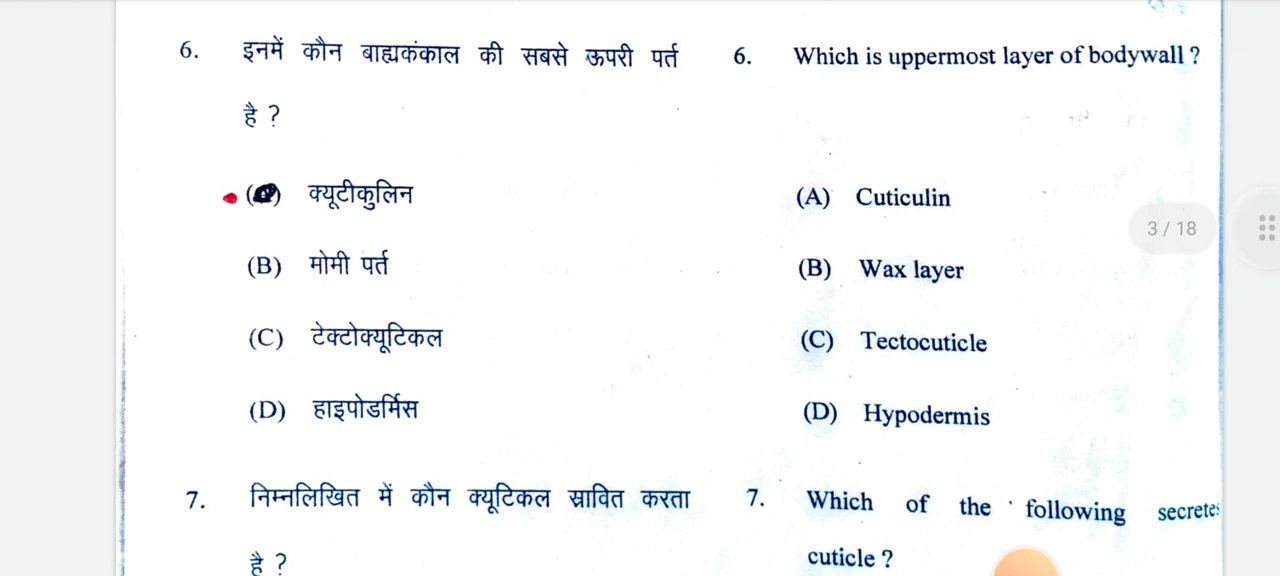 6. इनमें कौन बाह्यकंकाल की सबसे ऊपरी पर्त
है ?
() क्यूटीकुलिन
(B) मोमी पर्त
(C) टेक्टोक्यूटिकल
(D) हाइपोडर्मिस
7. निम्नलिखित में कौन क्यूटिकल स्रावित करता
है ?
6. Which is uppermost layer of bodywall ?
(A) Cuticulin
(B) Wax layer
(C) Tectocuticle
(D) Hypodermis
7. Which of the following secretes
cuticle ?
3 / 18